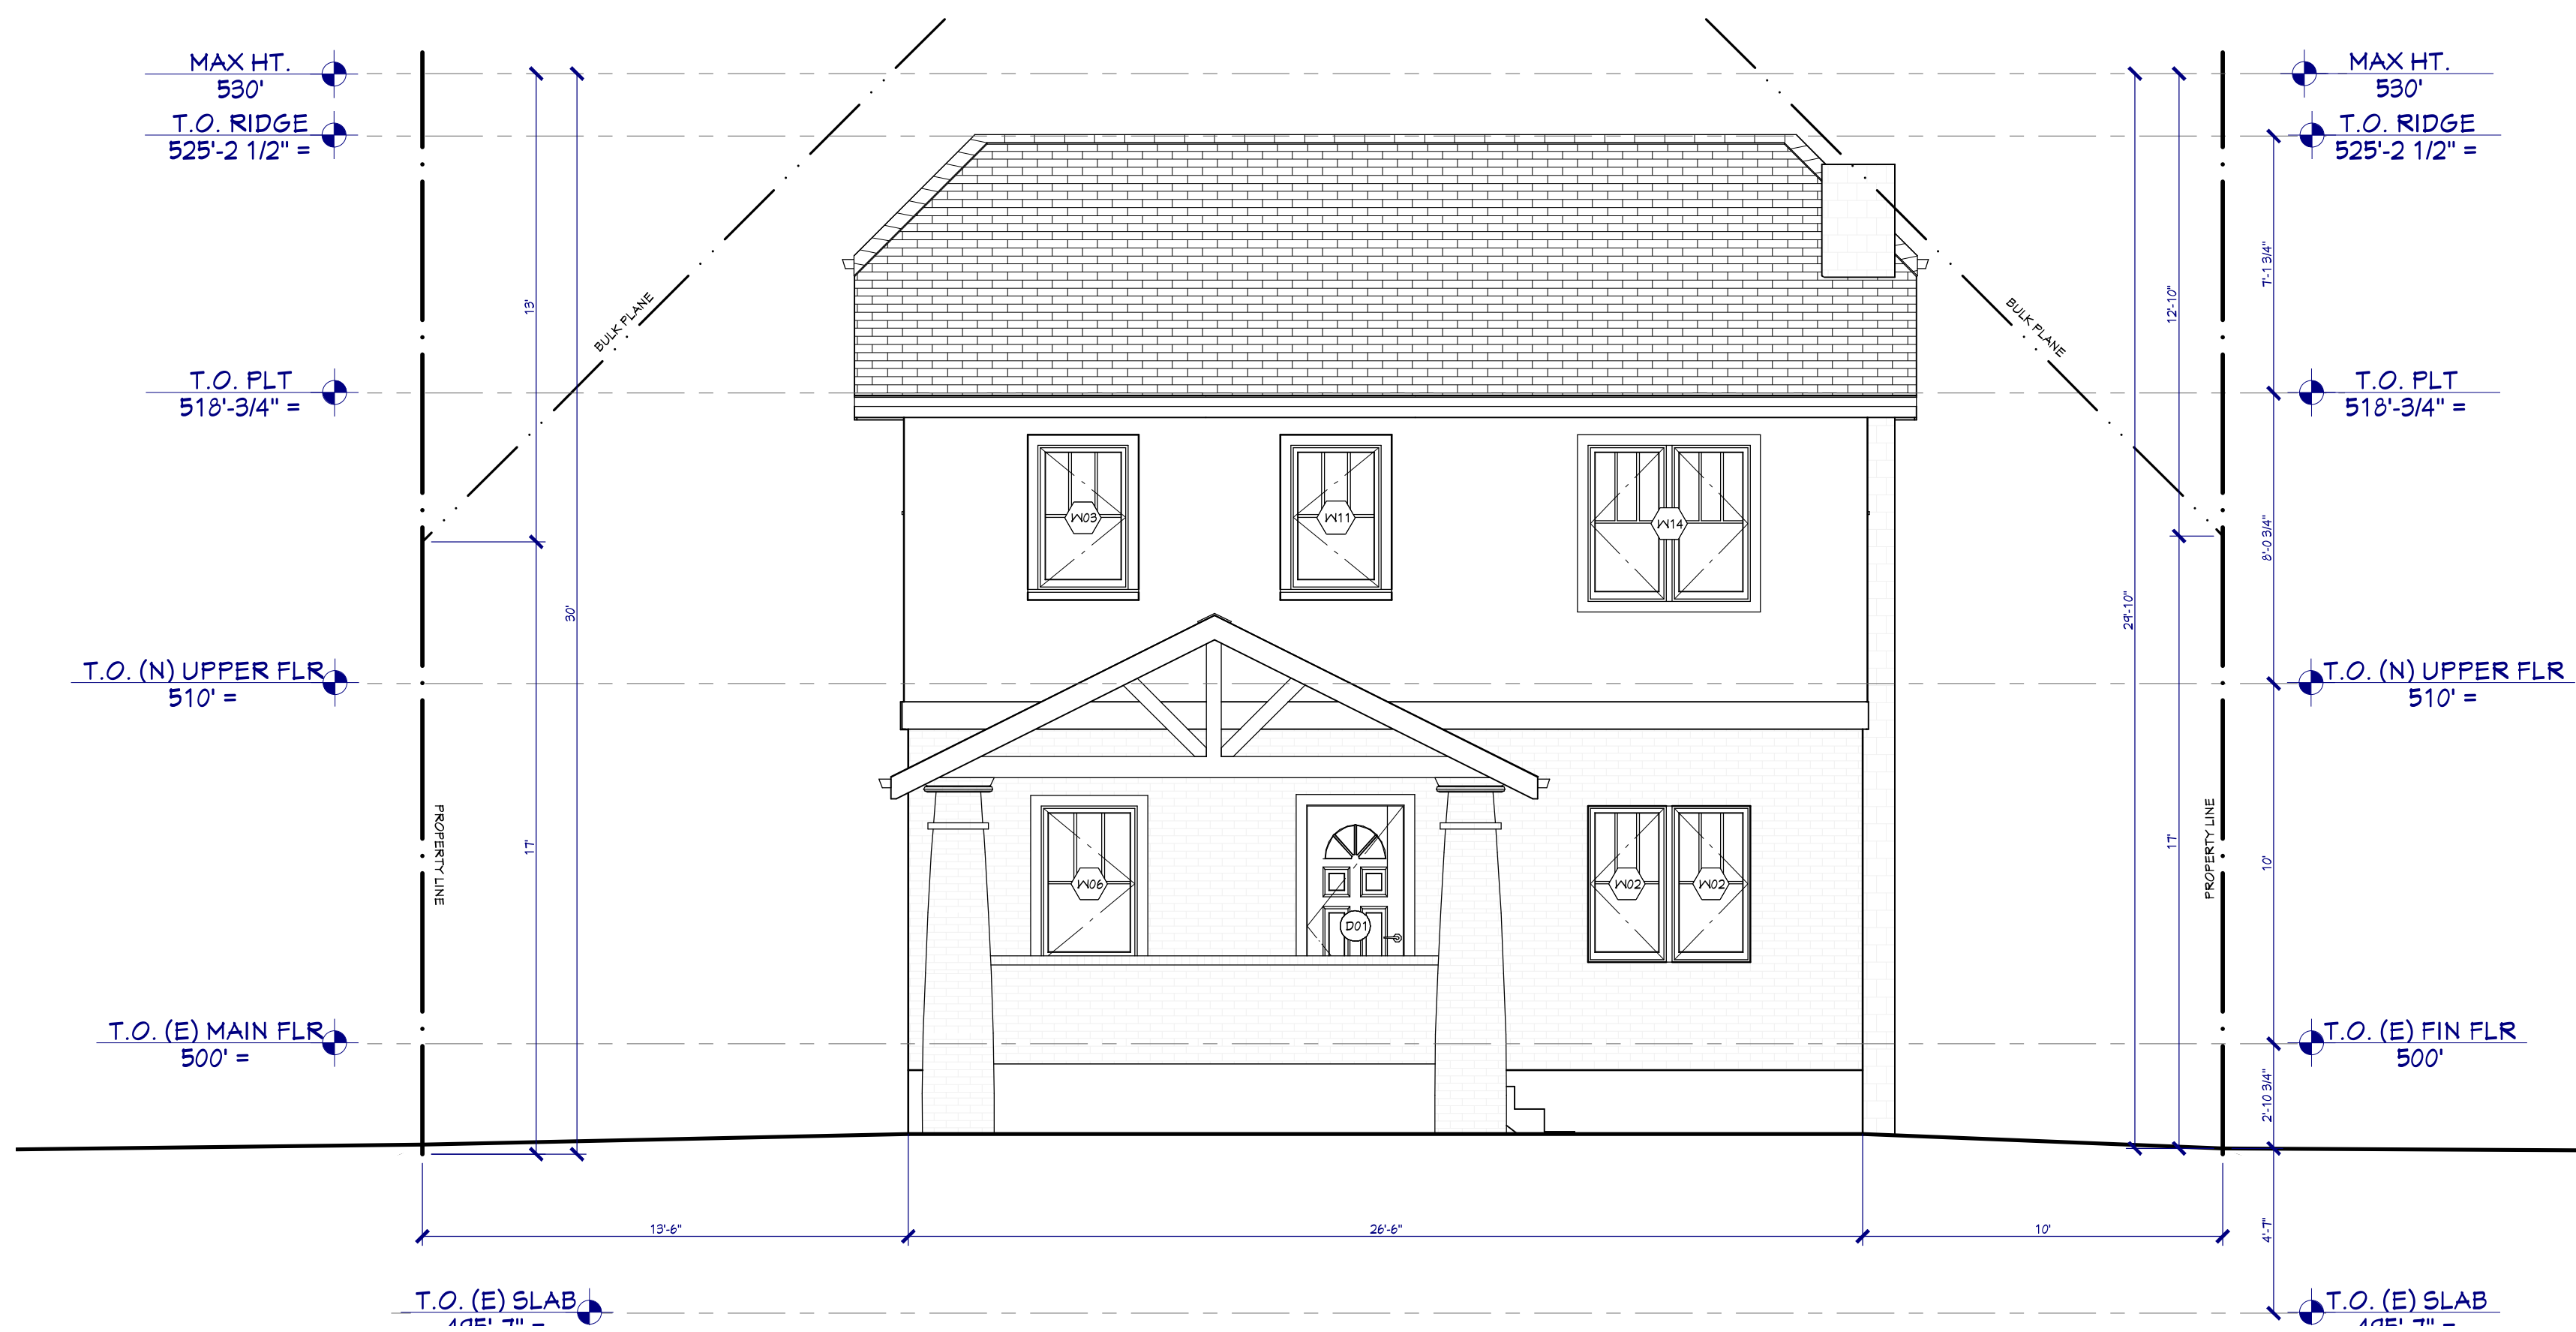 MAX HT.
530'
T.O. RIDGE
525'-2 1/2" =
T.O. PLT
518'-3/4" =
T.O. (N) UPPER FLR
510' =
T.O. (E) MAIN FLR
500' =
T.O. (E) SLAB
495'-7" =
PROPERTY LINE
13'
17'
30'
BULK PLANE
W03
W11
W14
W06
D01
W02
W02
13'-6"
26'-6"
10'
BULK PLANE
29'-10"
12'-10"
17'
PROPERTY LINE
7'-1 3/4"
8'-0 3/4"
10'
2'-10 3/4"
4'-7"
MAX HT.
530'
T.O. RIDGE
525'-2 1/2" =
T.O. PLT
518'-3/4" =
T.O. (N) UPPER FLR
510' =
T.O. (E) FIN FLR
500'
T.O. (E) SLAB
495'-7" =